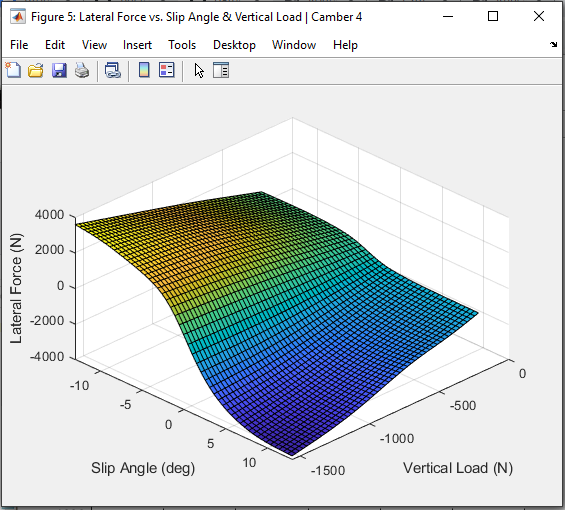 Figure 5: Lateral Force vs. Slip Angle & Vertical Load | Camber 4
File Edit View Insert Tools Desktop Window Help
4000
2000
0
-2000
-4000
Lateral Force (N)
-10
-5
0
5
10
Slip Angle (deg)
0
-500
-1000
-1500
Vertical Load (N)